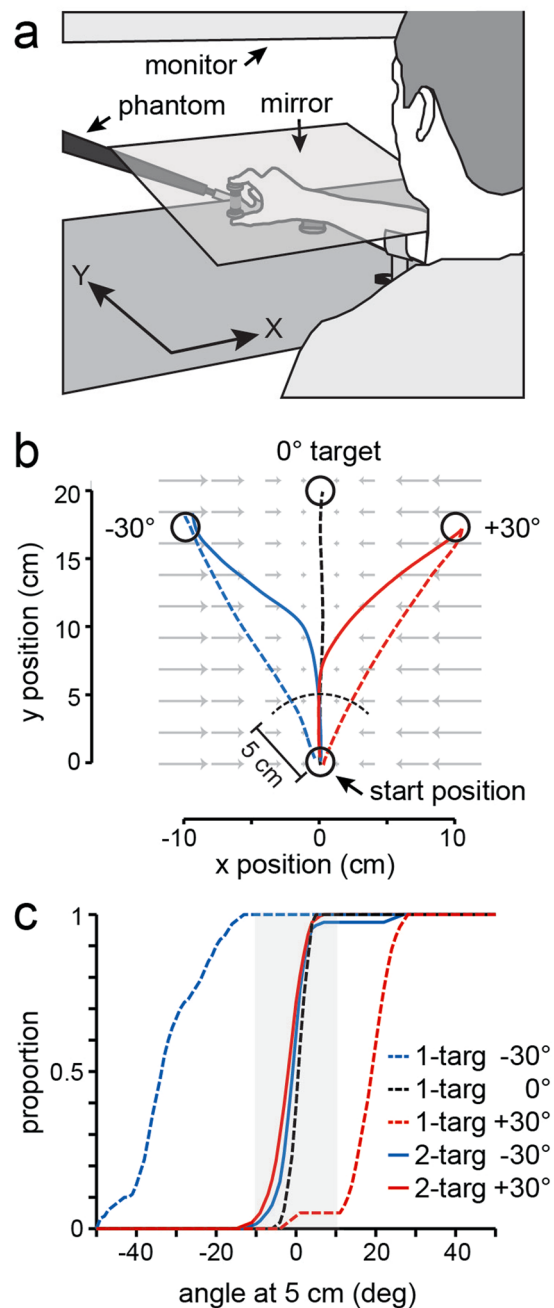 a
monitor
phantom
mirror
Y
X
b
0° target
20
-30°
+30°
15
y position (cm)
10
5
5 cm
0
start position
-10
0
10
x position (cm)
c
1
proportion
0.5
1-targ -30°
1-targ 0°
1-targ +30°
2-targ -30°
2-targ +30°
0
-40
-20
0
20
40
angle at 5 cm (deg)